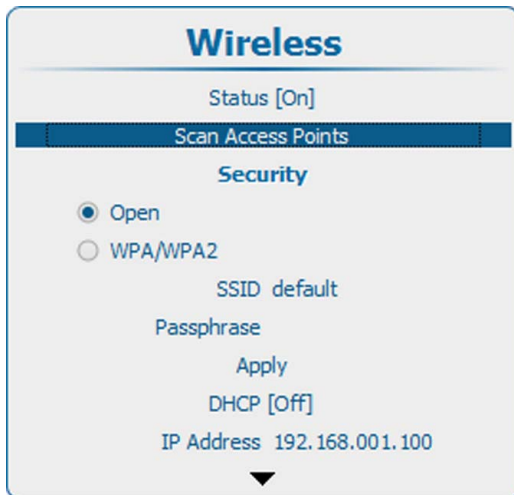 Wireless
Status [On]
Scan Access Points
Security
Open
WPA/WPA2
SSID default
Passphrase
Apply
DHCP [Off]
IP Address 192.168.001.100